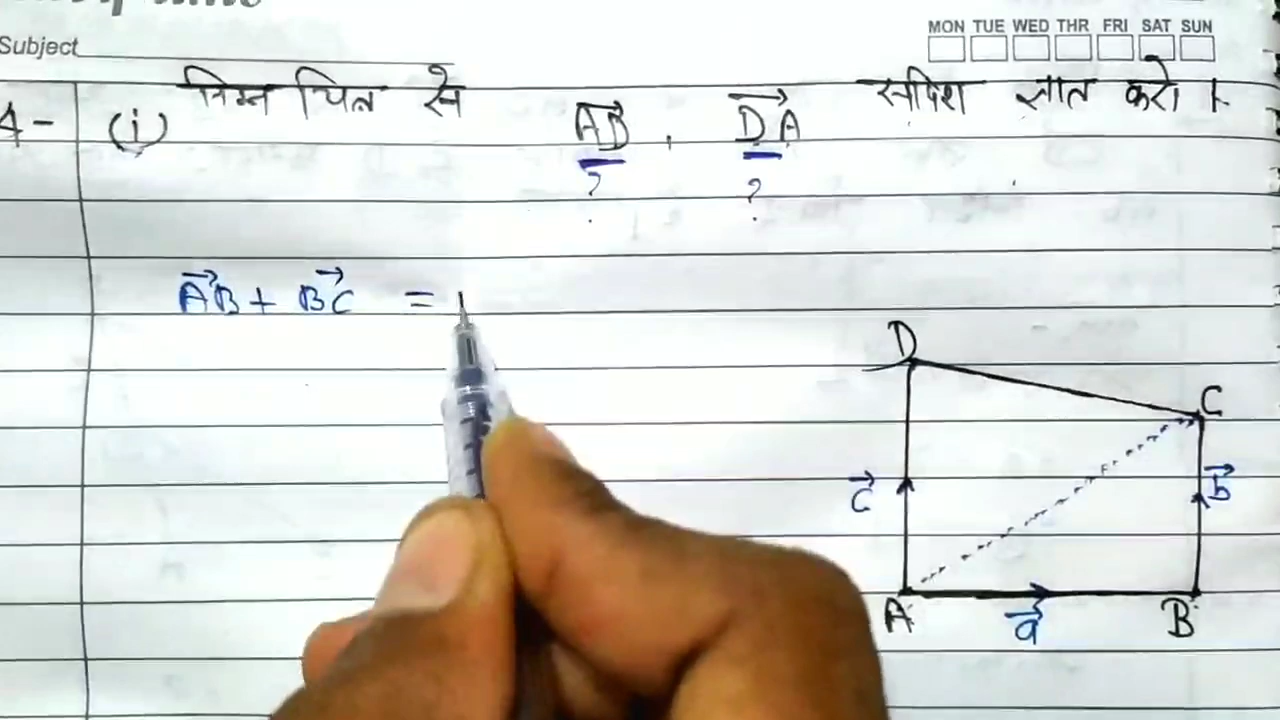 Subject
MON TUE WED THR FRI SAT SUN
4- (i) निम्न चित्र से AB→ , DA→ सदिश ज्ञात करो ।
? ?
AB→ + BC→ =
D
C
c→
b→
A
a→
B